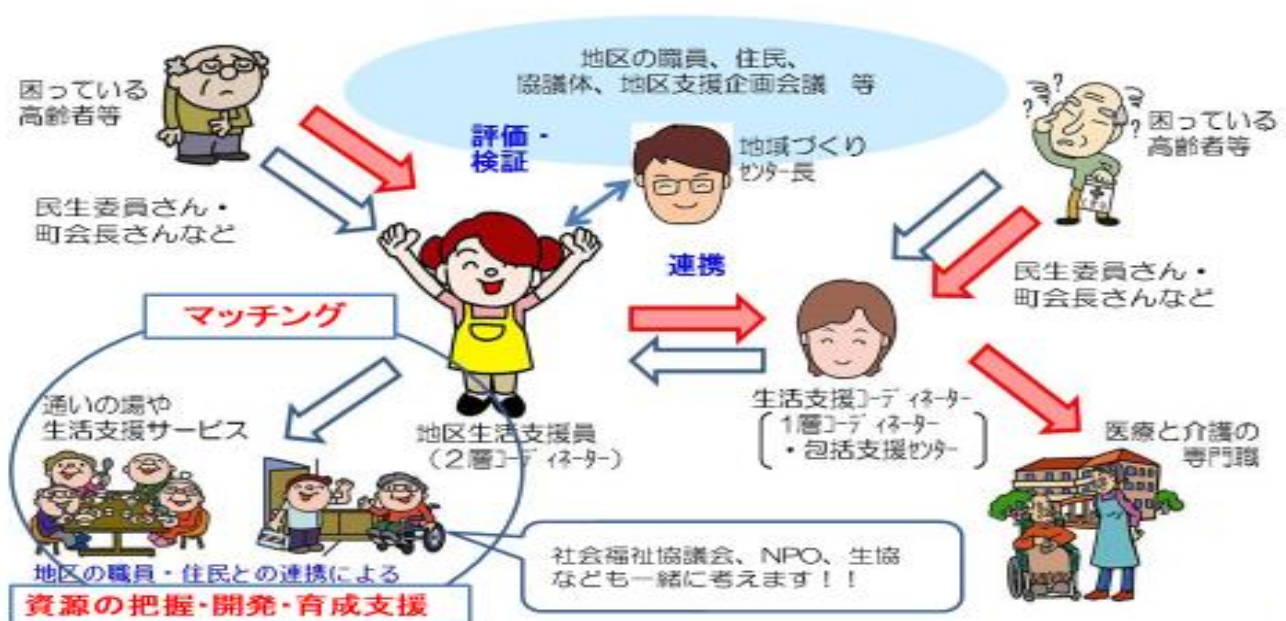 地区の職員、住民、
協議体、地区支援企画会議　等
困っている
高齢者等
評価・
検証
地域づくり
ｾﾝﾀｰ長
困っている
高齢者等
民生委員さん・
町会長さんなど
連携
民生委員さん・
町会長さんなど
マッチング
通いの場や
生活支援サービス
地区生活支援員
（２層ｺｰﾃﾞｨﾈｰﾀｰ）
生活支援ｺｰﾃﾞｨﾈｰﾀｰ
１層ｺｰﾃﾞｨﾈｰﾀｰ
・包括支援ｾﾝﾀｰ
医療と介護の
専門職
社会福祉協議会、NPO、生協
なども一緒に考えます！！
地区の職員・住民との連携による
資源の把握・開発・育成支援